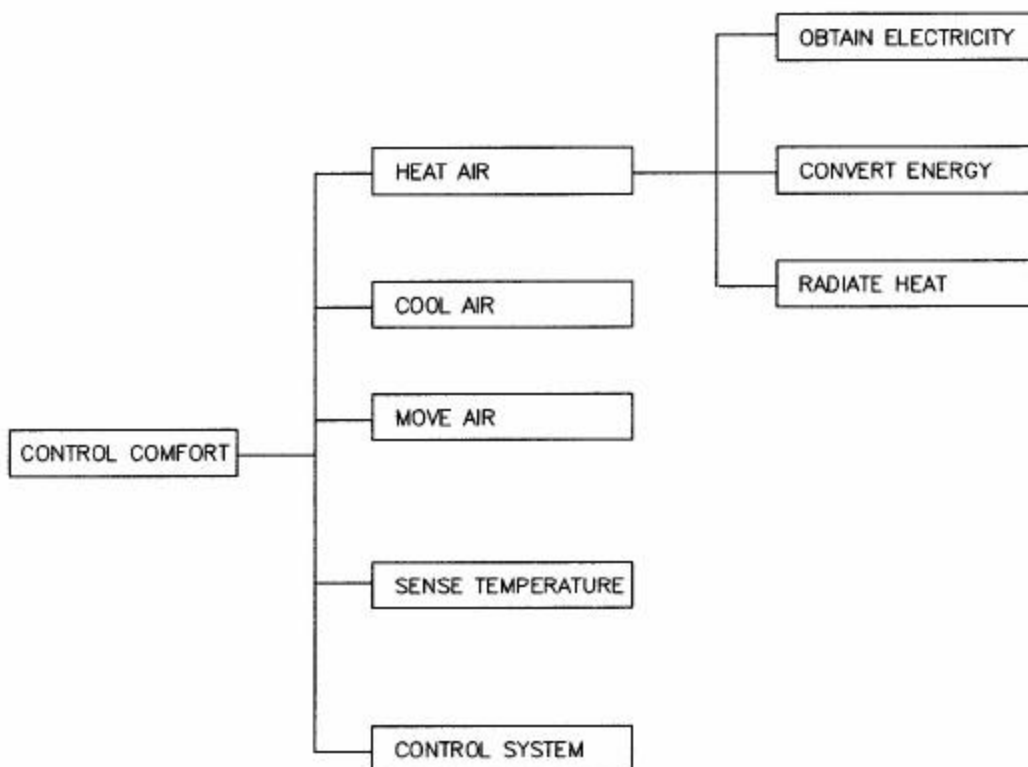 OBTAIN ELECTRICITY
HEAT AIR
CONVERT ENERGY
RADIATE HEAT
COOL AIR
MOVE AIR
CONTROL COMFORT
SENSE TEMPERATURE
CONTROL SYSTEM